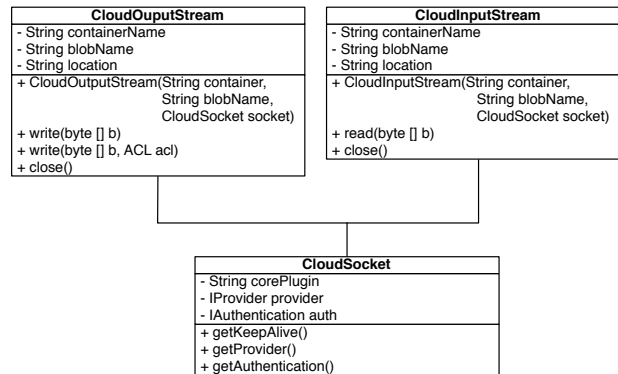 CloudOuputStream
- String containerName
- String blobName
- String location
+ CloudOutputStream(String container,
String blobName,
CloudSocket socket)
+ write(byte [] b)
+ write(byte [] b, ACL acl)
+ close()
CloudInputStream
- String containerName
- String blobName
- String location
+ CloudInputStream(String container,
String blobName,
CloudSocket socket)
+ read(byte [] b)
+ close()
CloudSocket
- String corePlugin
- IProvider provider
- IAuthentication auth
+ getKeepAlive()
+ getProvider()
+ getAuthentication()